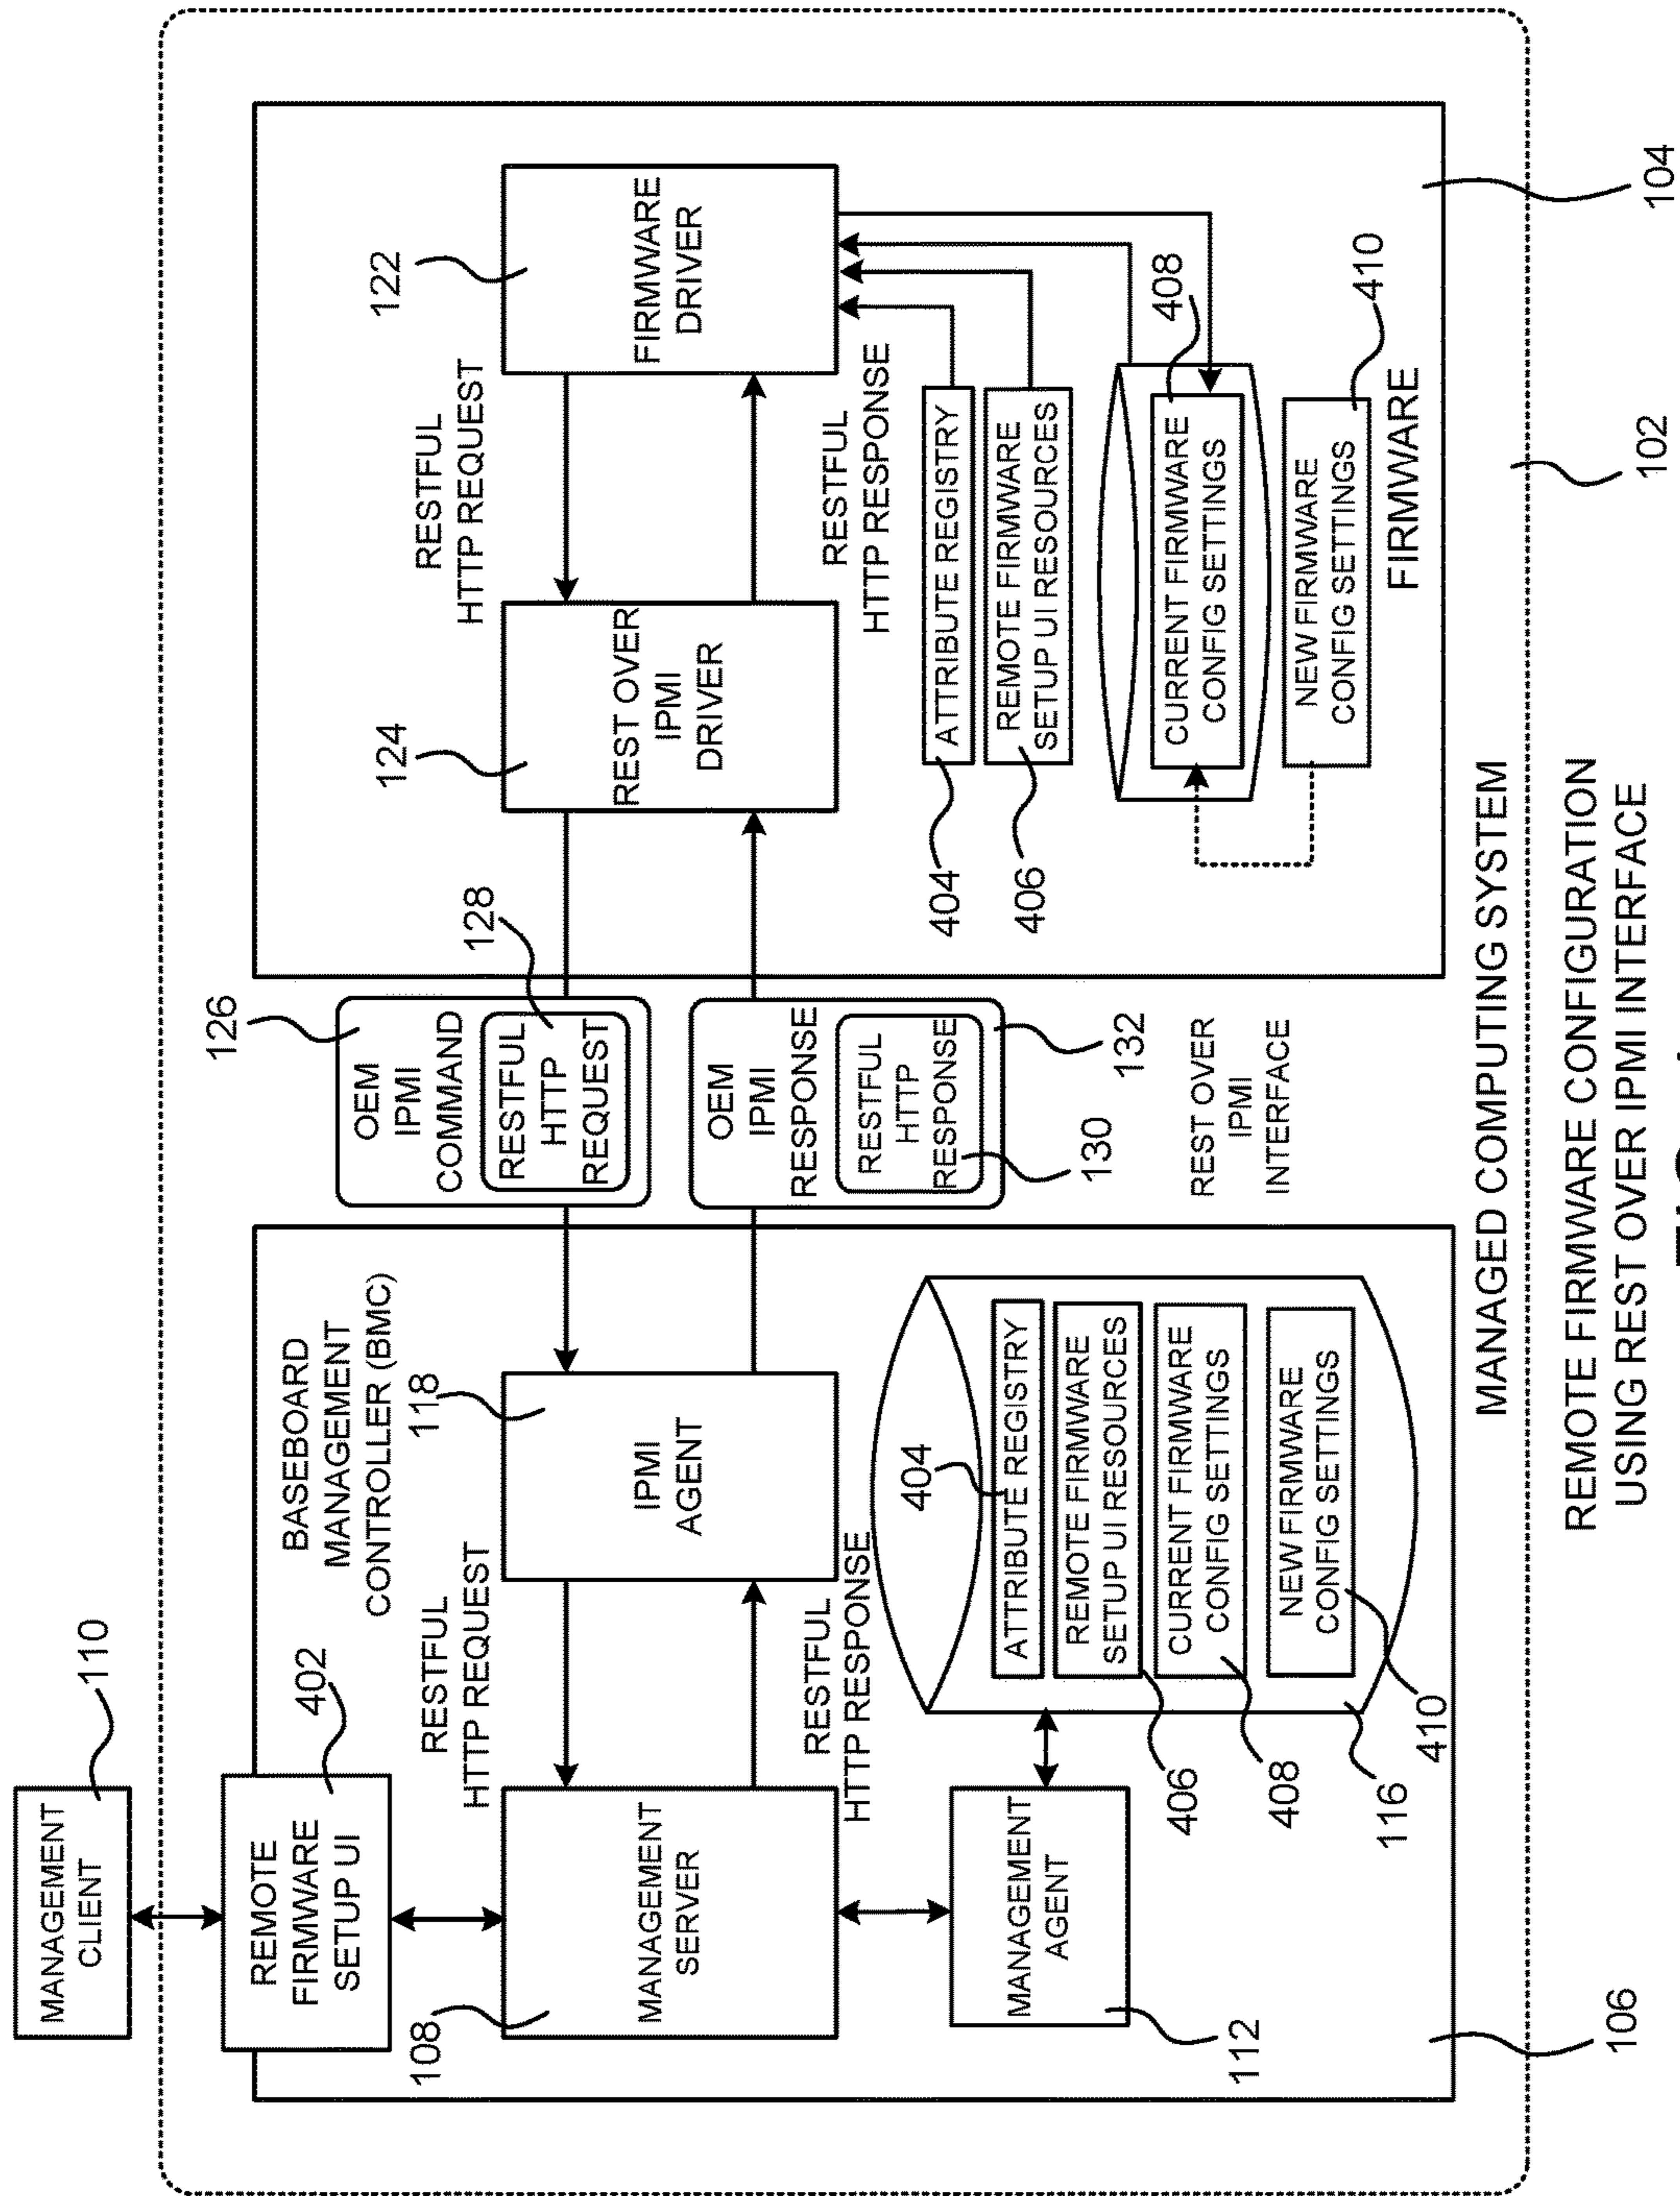 MANAGEMENT
CLIENT
110
REMOTE
FIRMWARE
SETUP UI
402
BASEBOARD
MANAGEMENT
CONTROLLER (BMC)
RESTFUL
HTTP REQUEST
108
MANAGEMENT
SERVER
118
IPMI
AGENT
RESTFUL
HTTP RESPONSE
MANAGEMENT
AGENT
112
404
ATTRIBUTE REGISTRY
REMOTE FIRMWARE
SETUP UI RESOURCES
406
CURRENT FIRMWARE
CONFIG SETTINGS
408
NEW FIRMWARE
CONFIG SETTINGS
410
116
106
126
OEM
IPMI
COMMAND
128
RESTFUL
HTTP
REQUEST
OEM
IPMI
RESPONSE
RESTFUL
HTTP
RESPONSE
132
130
REST OVER
IPMI
INTERFACE
124
REST OVER
IPMI
DRIVER
RESTFUL
HTTP REQUEST
122
FIRMWARE
DRIVER
RESTFUL
HTTP RESPONSE
404
ATTRIBUTE REGISTRY
406
REMOTE FIRMWARE
SETUP UI RESOURCES
408
CURRENT FIRMWARE
CONFIG SETTINGS
NEW FIRMWARE
CONFIG SETTINGS
410
FIRMWARE
104
MANAGED COMPUTING SYSTEM
102
REMOTE FIRMWARE CONFIGURATION
USING REST OVER IPMI INTERFACE